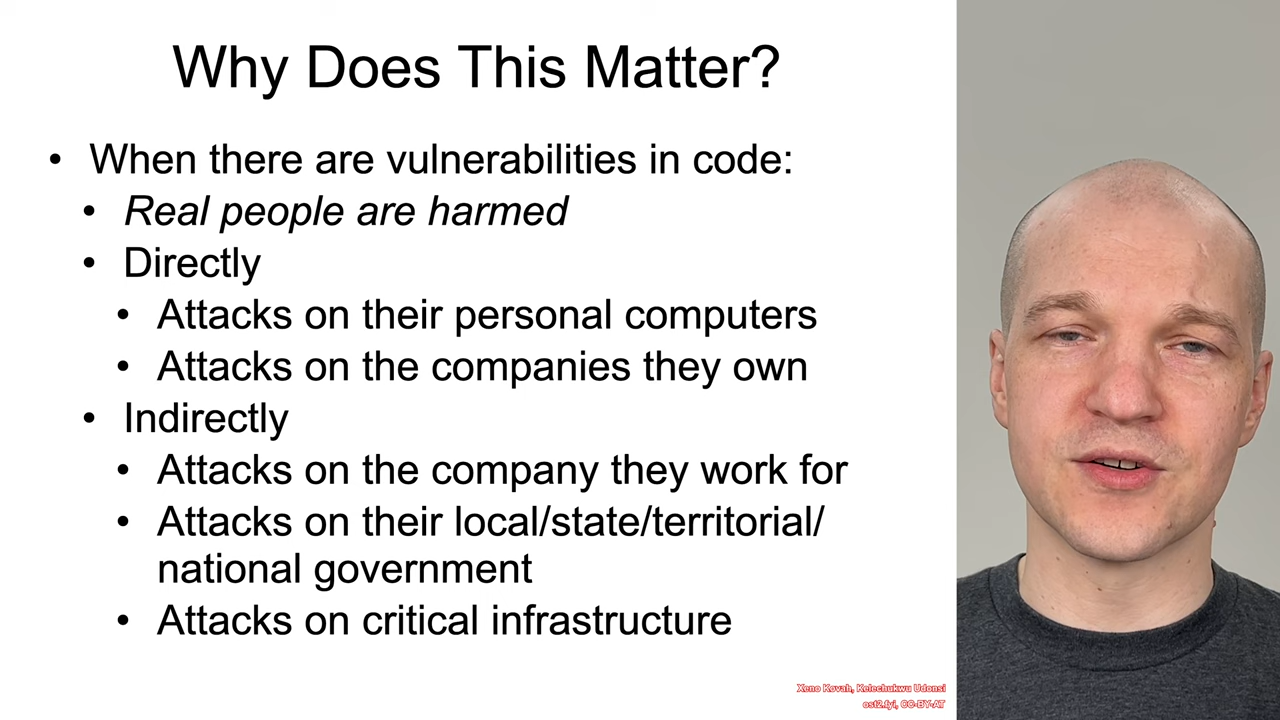 Why Does This Matter?
• When there are vulnerabilities in code:
• Real people are harmed
• Directly
• Attacks on their personal computers
• Attacks on the companies they own
• Indirectly
• Attacks on the company they work for
• Attacks on their local/state/territorial/
national government
• Attacks on critical infrastructure
Xeno Kovah, Kelechukwu Udonsi
ost2.fyi, CC-BY-AT